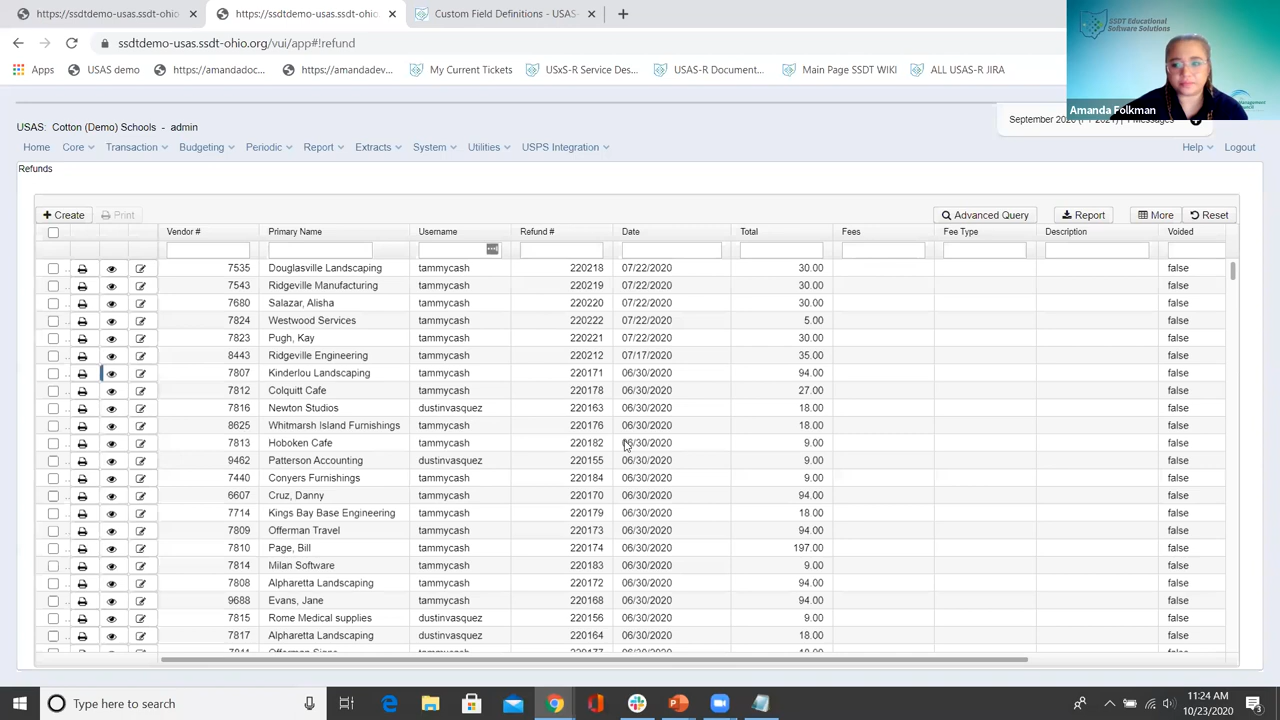 https://ssdtdemo-usas.ssdt-ohio. × https://ssdtdemo-usas.ssdt-ohio. × Custom Field Definitions - USAS- × +
ssdtdemo-usas.ssdt-ohio.org/vui/app#!refund
Apps USAS demo https://amandadoc... https://amandadev... My Current Tickets USxS-R Service Des... USAS-R Document... Main Page SSDT WIKI ALL USAS-R JIRA
SSDT Educational
Software Solutions
Amanda Folkman
USAS: Cotton (Demo) Schools - admin
Home Core Transaction Budgeting Periodic Report Extracts System Utilities USPS Integration Help Logout
Refunds
Create Print Advanced Query Report More Reset
Vendor # Primary Name Username Refund # Date Total Fees Fee Type Description Voided
7535 Douglasville Landscaping tammycash 220218 07/22/2020 30.00 false
7543 Ridgeville Manufacturing tammycash 220219 07/22/2020 30.00 false
7680 Salazar, Alisha tammycash 220220 07/22/2020 30.00 false
7824 Westwood Services tammycash 220222 07/22/2020 5.00 false
7823 Pugh, Kay tammycash 220221 07/22/2020 30.00 false
8443 Ridgeville Engineering tammycash 220212 07/17/2020 35.00 false
7807 Kinderlou Landscaping tammycash 220171 06/30/2020 94.00 false
7812 Colquitt Cafe tammycash 220178 06/30/2020 27.00 false
7816 Newton Studios dustinvasquez 220163 06/30/2020 18.00 false
8625 Whitmarsh Island Furnishings tammycash 220176 06/30/2020 18.00 false
7813 Hoboken Cafe tammycash 220182 06/30/2020 9.00 false
9462 Patterson Accounting dustinvasquez 220155 06/30/2020 9.00 false
7440 Conyers Furnishings tammycash 220184 06/30/2020 9.00 false
6607 Cruz, Danny tammycash 220170 06/30/2020 94.00 false
7714 Kings Bay Base Engineering tammycash 220179 06/30/2020 18.00 false
7809 Offerman Travel tammycash 220173 06/30/2020 94.00 false
7810 Page, Bill tammycash 220174 06/30/2020 197.00 false
7814 Milan Software tammycash 220183 06/30/2020 9.00 false
7808 Alpharetta Landscaping tammycash 220172 06/30/2020 94.00 false
9688 Evans, Jane tammycash 220168 06/30/2020 94.00 false
7815 Rome Medical supplies dustinvasquez 220156 06/30/2020 9.00 false
7817 Alpharetta Landscaping dustinvasquez 220164 06/30/2020 18.00 false
Type here to search
11:24 AM
10/23/2020